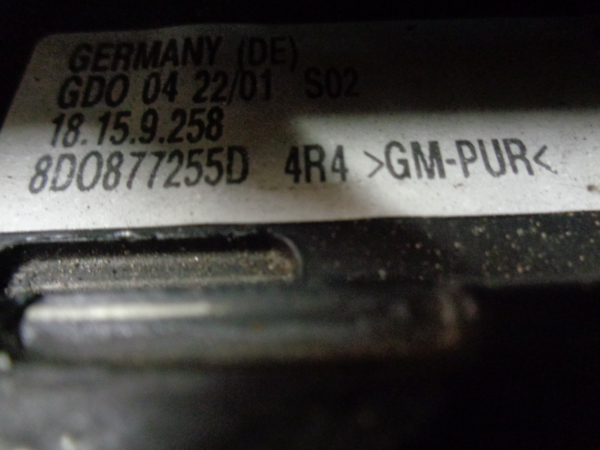 GERMANY (DE)
GDO 04 22/01 S02
18.15.9.258
8D0877255D 4R4 >GM-PUR<